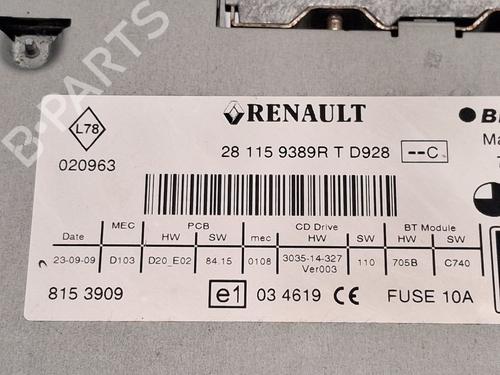 B-PARTS
RENAULT
L78
020963
28 115 9389R T D928
--C
MEC PCB CD Drive BT Module
Date HW SW mec HW SW HW SW
23-09-09 D103 D20_E02 84.15 0108 3035-14-327 Ver003 110 705B C740
815 3909
e1
03 4619 CE FUSE 10A